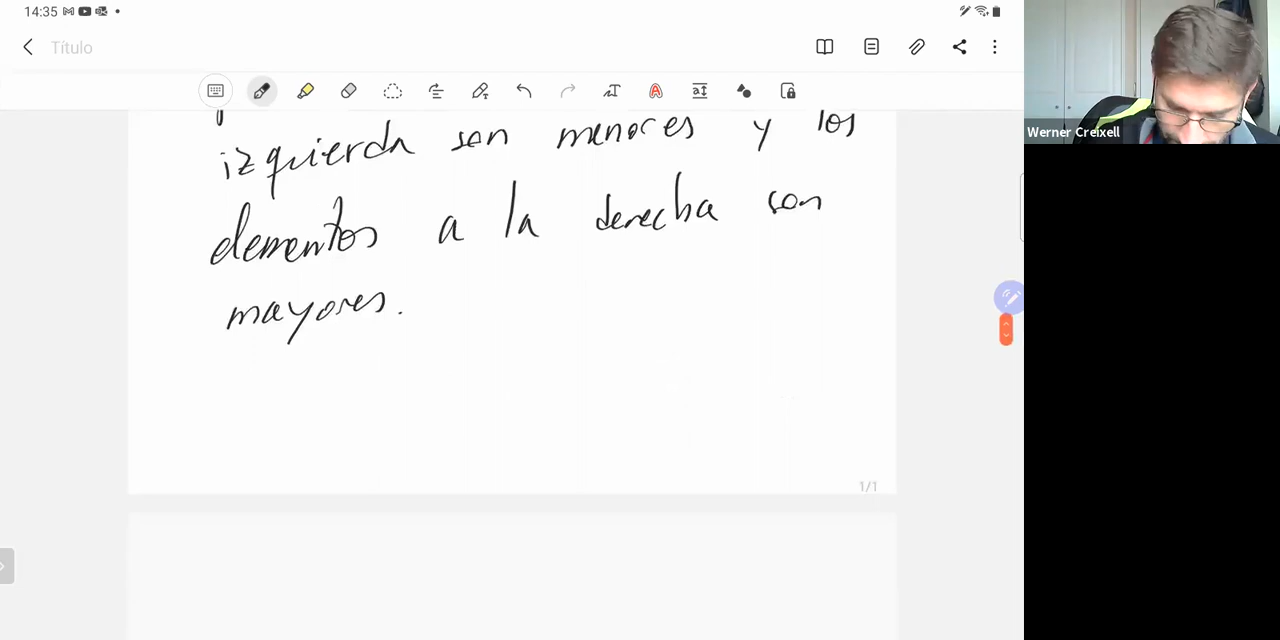 14:35
Título
Werner Creixell
izquierda son menores y los
elementos a la derecha son
mayores.
1/1